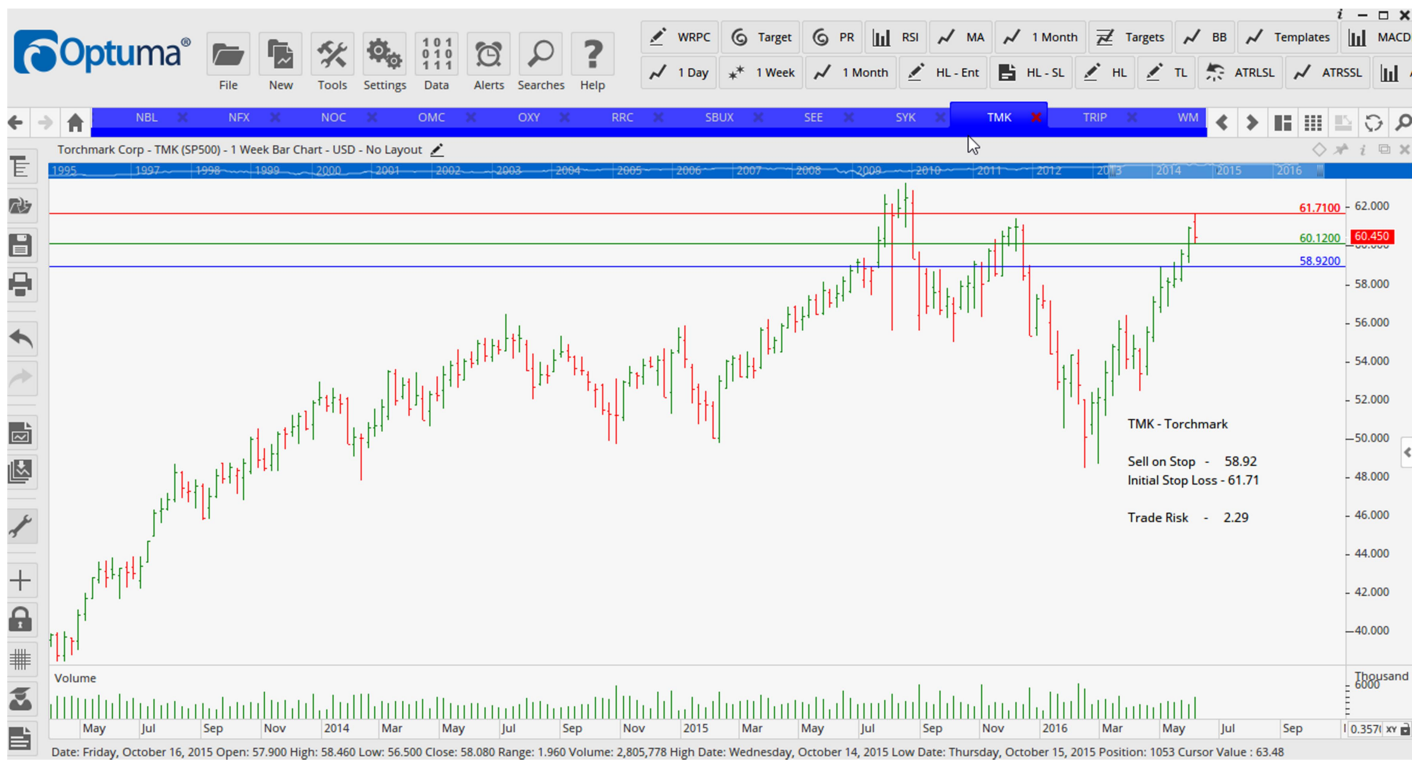 Optuma®
File New Tools Settings Data Alerts Searches Help
WRPC Target PR RSI MA 1 Month Targets BB Templates MACD
1 Day 1 Week 1 Month HL - Ent HL - SL HL TL ATRLSL ATRSSL
NBL NFX NOC OMC OXY RRC SBUX SEE SYK TMK TRIP WM
Torchmark Corp - TMK (SP500) - 1 Week Bar Chart - USD - No Layout
1995 1997 1998 1999 2000 2001 2002 2003 2004 2005 2006 2007 2008 2009 2010 2011 2012 2013 2014 2015 2016
61.7100
62.000
60.1200
60.450
58.9200
58.000
56.000
54.000
52.000
50.000
48.000
46.000
44.000
42.000
40.000
TMK - Torchmark
Sell on Stop - 58.92
Initial Stop Loss - 61.71
Trade Risk - 2.29
Volume
Thousand
6000
May Jul Sep Nov 2014 Mar May Jul Sep Nov 2015 Mar May Jul Sep Nov 2016 Mar May Jul Sep
XY
Date: Friday, October 16, 2015 Open: 57.900 High: 58.460 Low: 56.500 Close: 58.080 Range: 1.960 Volume: 2,805,778 High Date: Wednesday, October 14, 2015 Low Date: Thursday, October 15, 2015 Position: 1053 Cursor Value : 63.48